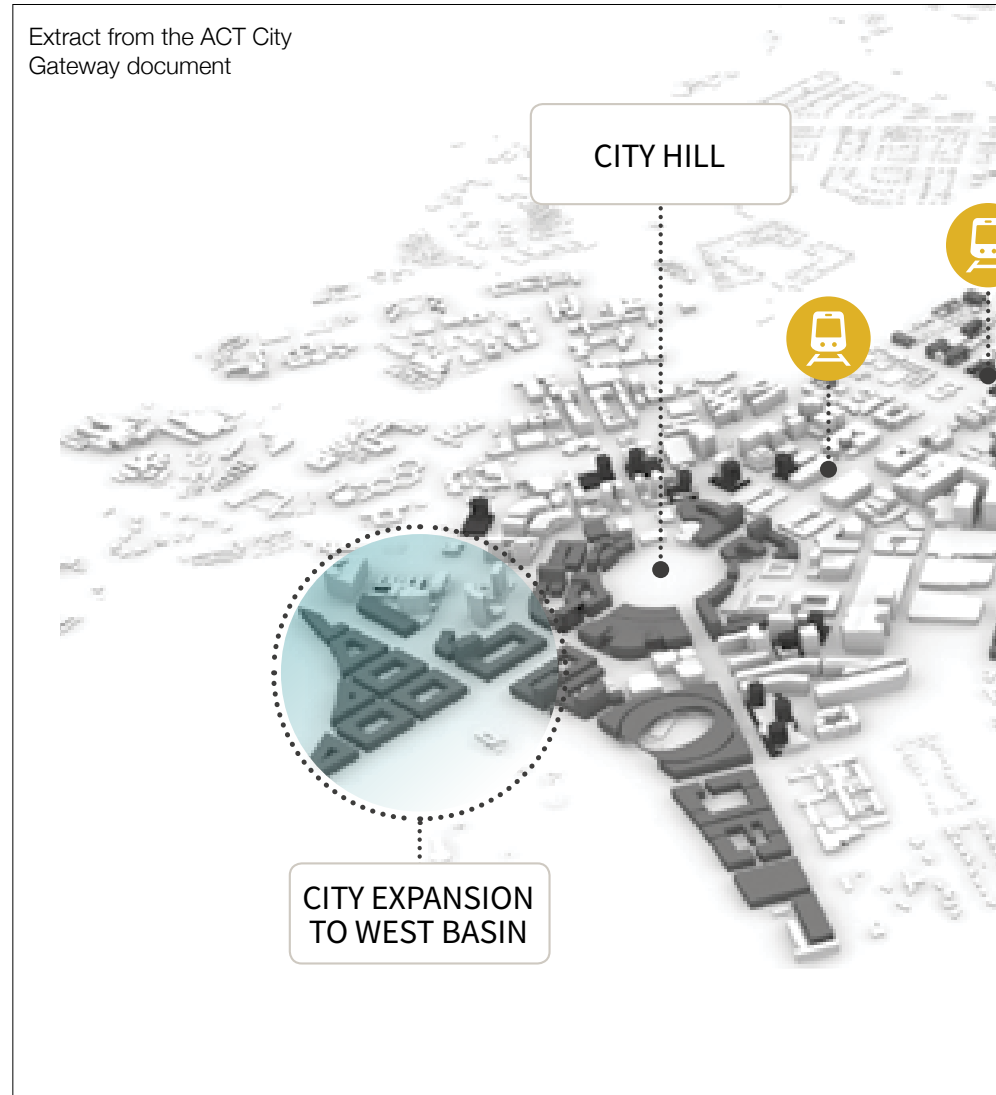 Extract from the ACT City
Gateway document
CITY HILL
CITY EXPANSION
TO WEST BASIN